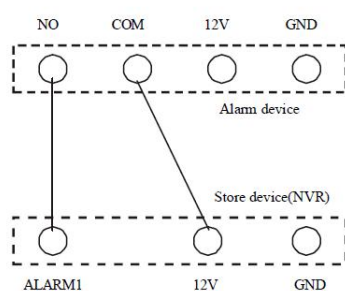 NO COM 12V GND
Alarm device
Store device(NVR)
ALARM1 12V GND